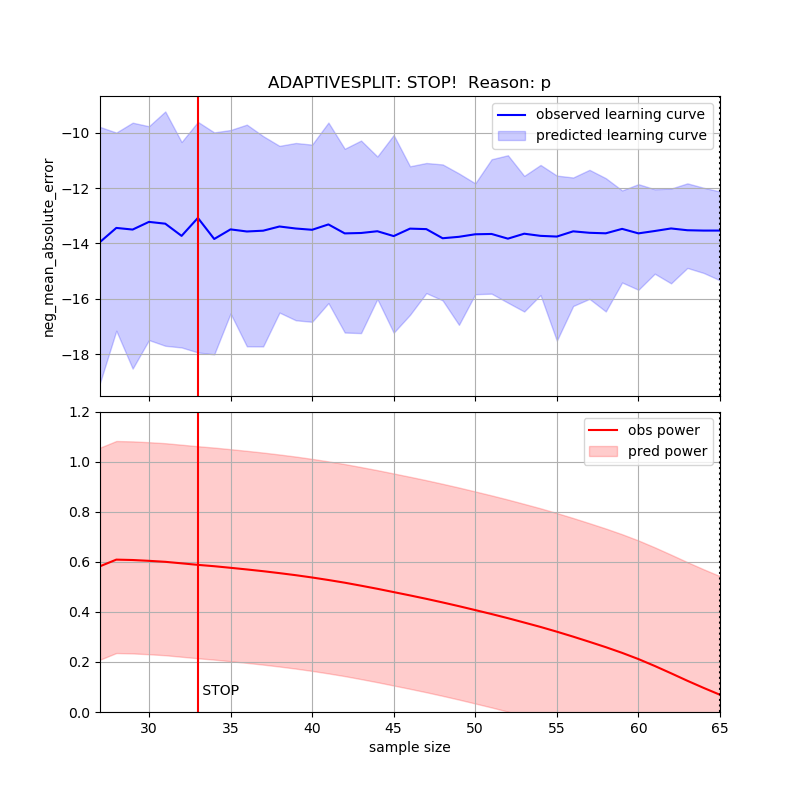 ADAPTIVESPLIT: STOP!  Reason: p
observed learning curve
predicted learning curve
neg_mean_absolute_error
−10
−12
−14
−16
−18
obs power
pred power
1.2
1.0
0.8
0.6
0.4
0.2
0.0
STOP
30 35 40 45 50 55 60 65
sample size